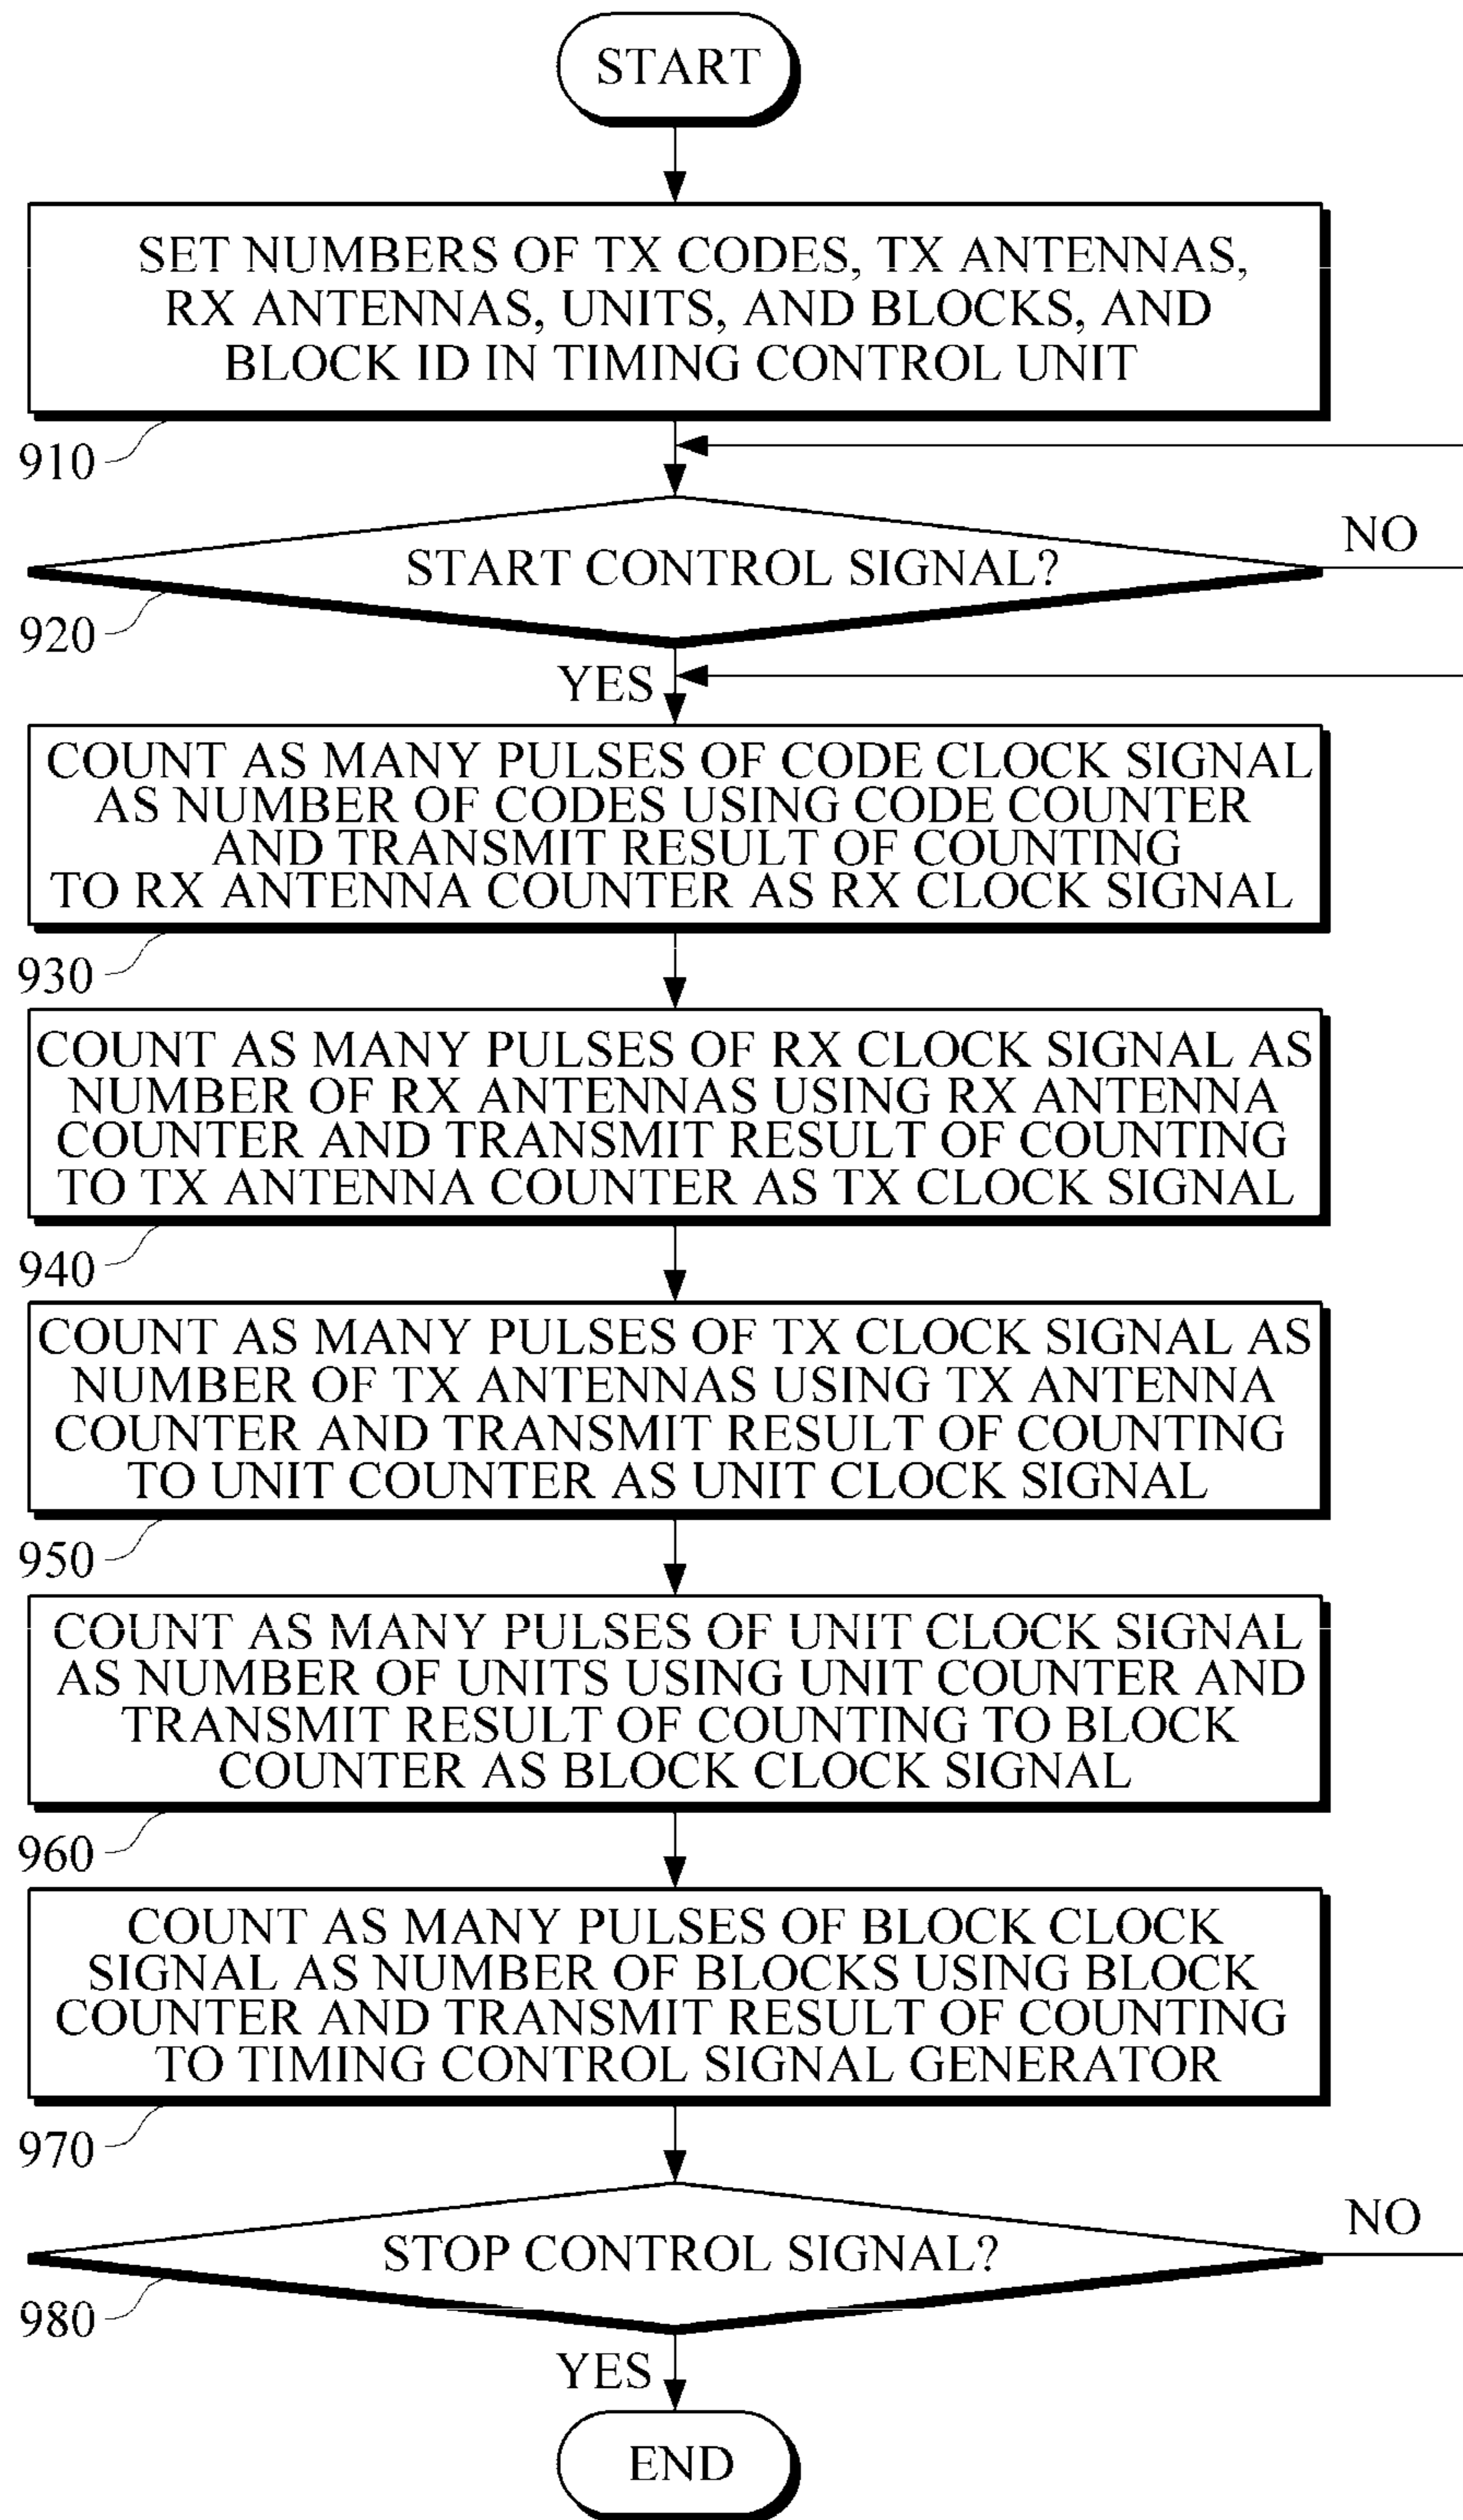 START
SET NUMBERS OF TX CODES, TX ANTENNAS,
RX ANTENNAS, UNITS, AND BLOCKS, AND
BLOCK ID IN TIMING CONTROL UNIT
910
START CONTROL SIGNAL?
NO
920
YES
COUNT AS MANY PULSES OF CODE CLOCK SIGNAL
AS NUMBER OF CODES USING CODE COUNTER
AND TRANSMIT RESULT OF COUNTING
TO RX ANTENNA COUNTER AS RX CLOCK SIGNAL
930
COUNT AS MANY PULSES OF RX CLOCK SIGNAL AS
NUMBER OF RX ANTENNAS USING RX ANTENNA
COUNTER AND TRANSMIT RESULT OF COUNTING
TO TX ANTENNA COUNTER AS TX CLOCK SIGNAL
940
COUNT AS MANY PULSES OF TX CLOCK SIGNAL AS
NUMBER OF TX ANTENNAS USING TX ANTENNA
COUNTER AND TRANSMIT RESULT OF COUNTING
TO UNIT COUNTER AS UNIT CLOCK SIGNAL
950
COUNT AS MANY PULSES OF UNIT CLOCK SIGNAL
AS NUMBER OF UNITS USING UNIT COUNTER AND
TRANSMIT RESULT OF COUNTING TO BLOCK
COUNTER AS BLOCK CLOCK SIGNAL
960
COUNT AS MANY PULSES OF BLOCK CLOCK
SIGNAL AS NUMBER OF BLOCKS USING BLOCK
COUNTER AND TRANSMIT RESULT OF COUNTING
TO TIMING CONTROL SIGNAL GENERATOR
970
STOP CONTROL SIGNAL?
NO
980
YES
END